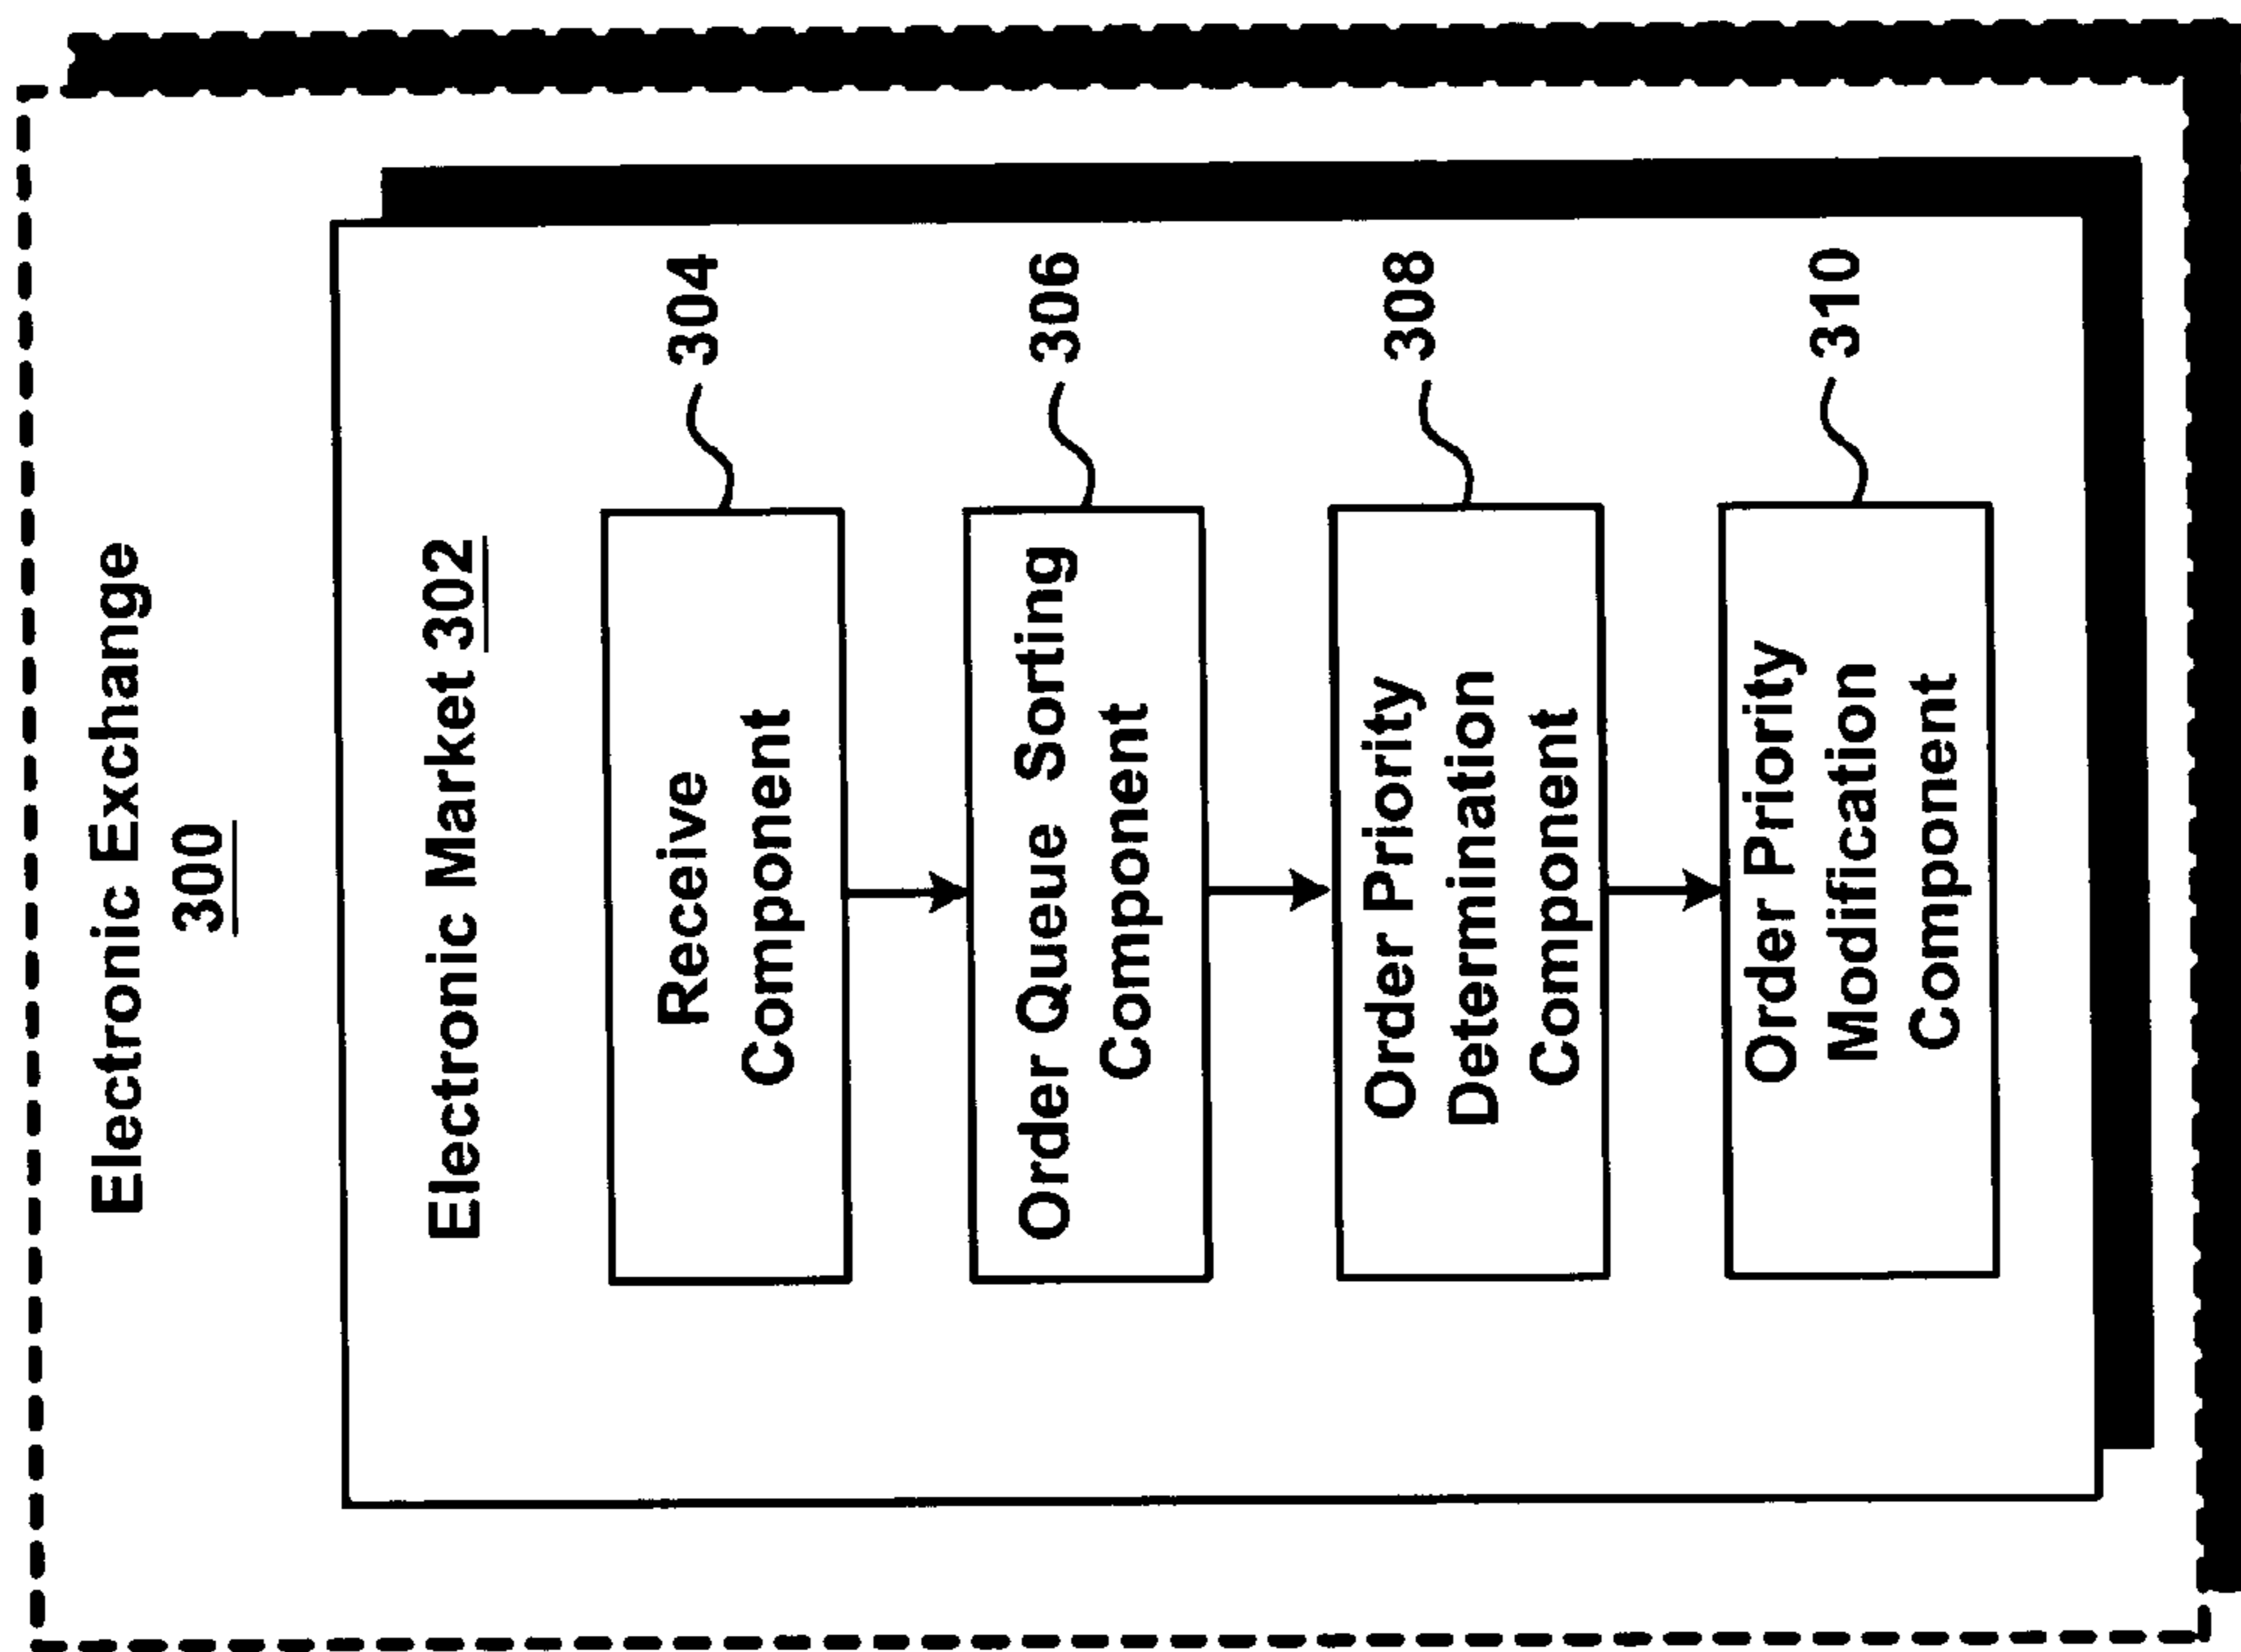 Electronic Exchange
300
Electronic Market 302
Receive
Component
304
Order Queue Sorting
Component
306
Order Priority
Determination
Component
308
Order Priority
Modification
Component
310